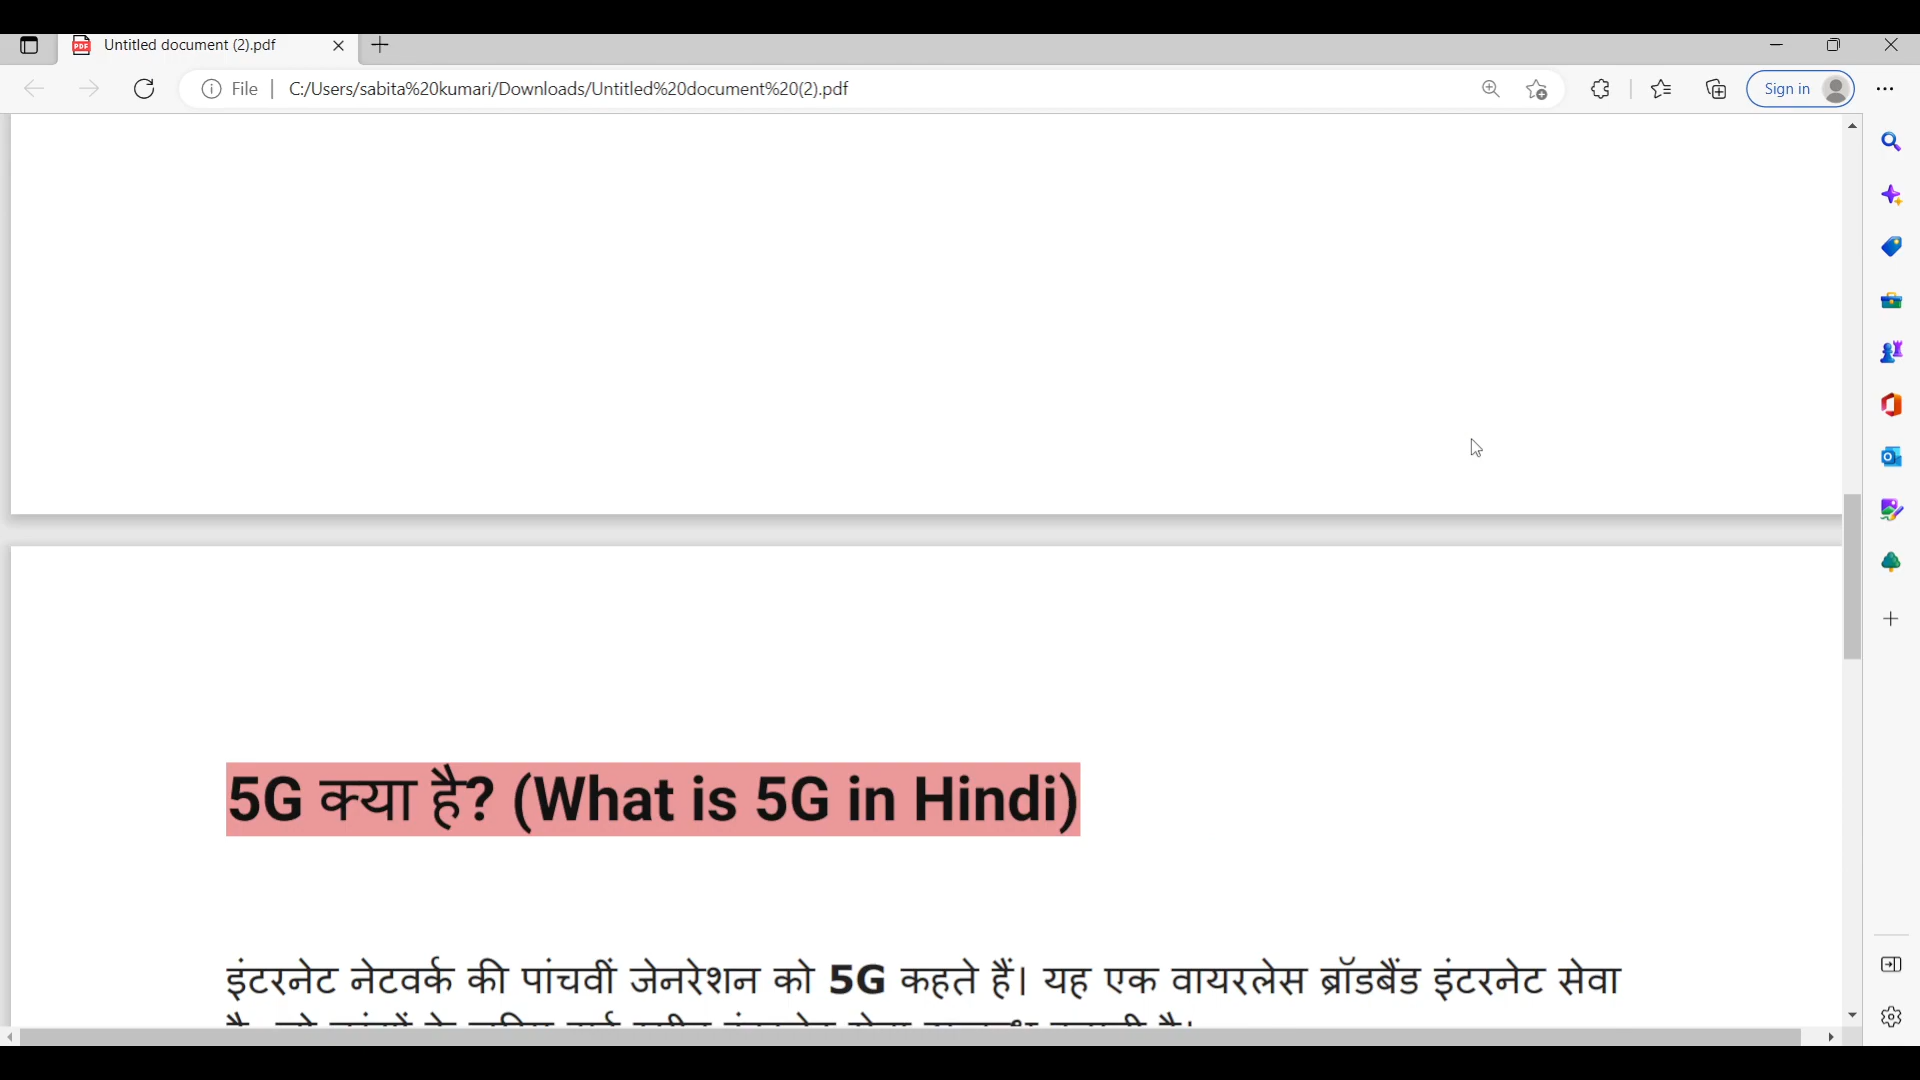 Untitled document (2).pdf
File
C:/Users/sabita%20kumari/Downloads/Untitled%20document%20(2).pdf
Sign in
5G क्या है? (What is 5G in Hindi)
इंटरनेट नेटवर्क की पांचवीं जेनरेशन को 5G कहते हैं। यह एक वायरलेस ब्रॉडबैंड इंटरनेट सेवा